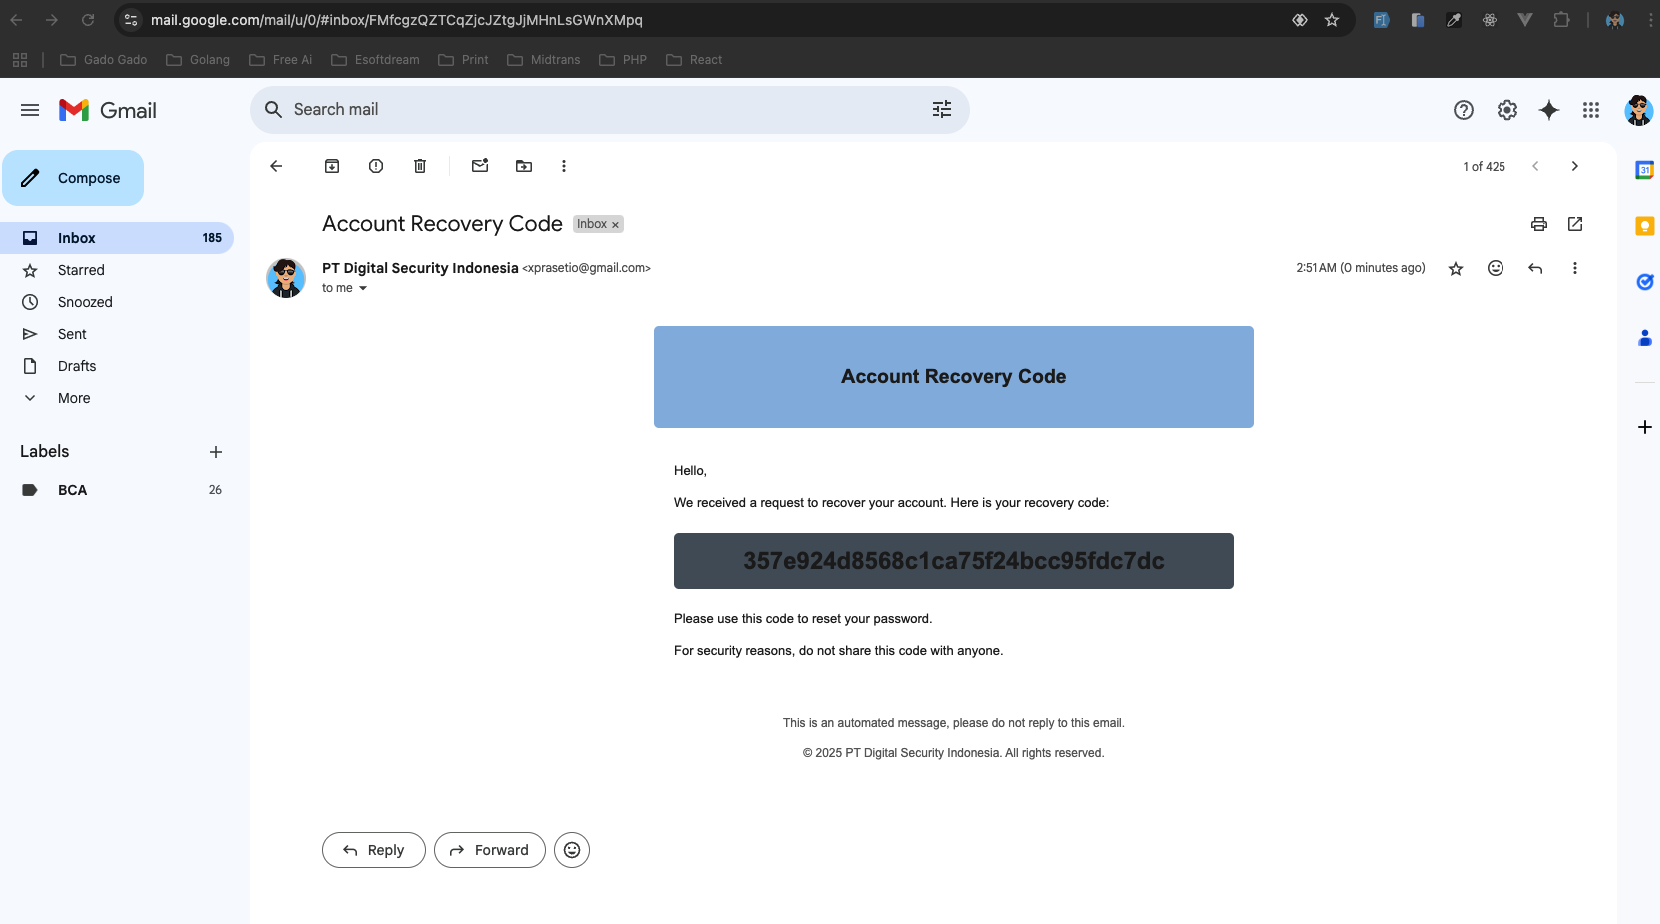 mail.google.com/mail/u/0/#inbox/FMfcgzQZTCqZjcJZtgJjMHnLsGWnXMpq
Gado Gado Golang Free Ai Esoftdream Print Midtrans PHP React
Gmail
Search mail
Compose
1 of 425
31
Account Recovery Code Inbox ×
Inbox 185
PT Digital Security Indonesia <xprasetio@gmail.com> 2:51 AM (0 minutes ago)
to me
Starred
Snoozed
Sent
Drafts
More
Labels
BCA 26
Account Recovery Code
Hello,
We received a request to recover your account. Here is your recovery code:
357e924d8568c1ca75f24bcc95fdc7dc
Please use this code to reset your password.
For security reasons, do not share this code with anyone.
This is an automated message, please do not reply to this email.
© 2025 PT Digital Security Indonesia. All rights reserved.
Reply Forward